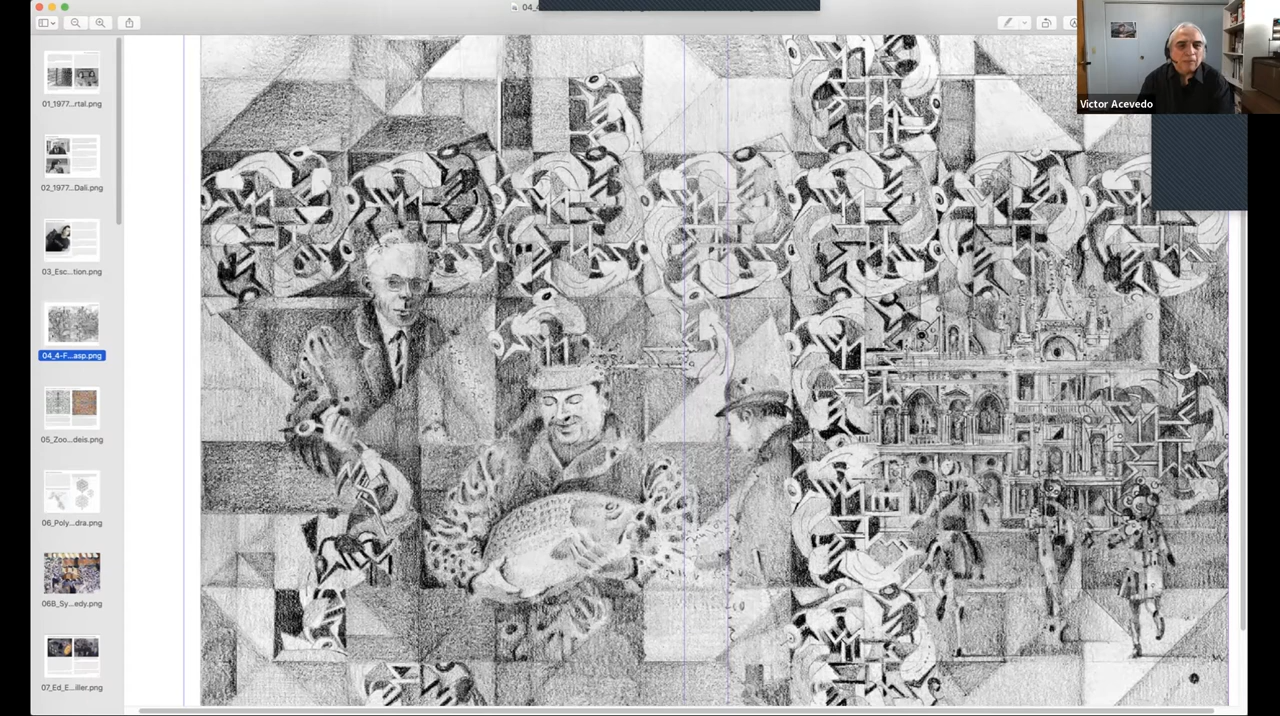 04_4
01_1977...rtal.png
02_1977...Dali.png
03_Esc...tion.png
04_4-F...asp.png
05_Zoo...deis.png
06_Poly...dra.png
06B_Sy...edy.png
07_Ed_E...iller.png
Victor Acevedo